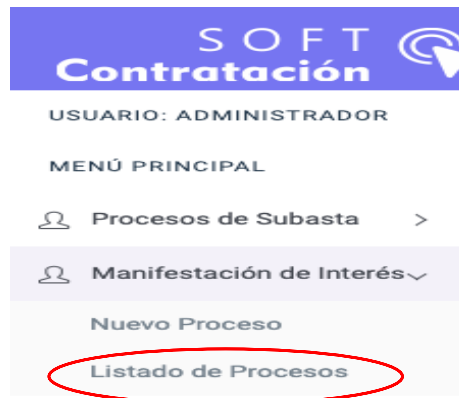 SOFT
Contratación
USUARIO: ADMINISTRADOR
MENÚ PRINCIPAL
Procesos de Subasta >
Manifestación de Interés
Nuevo Proceso
Listado de Procesos